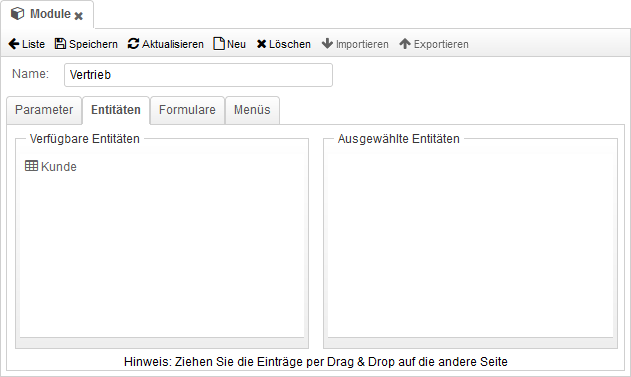 Module
Liste Speichern Aktualisieren Neu Löschen Importieren Exportieren
Name: Vertrieb
Parameter Entitäten Formulare Menüs
Verfügbare Entitäten Ausgewählte Entitäten
Kunde
Hinweis: Ziehen Sie die Einträge per Drag & Drop auf die andere Seite